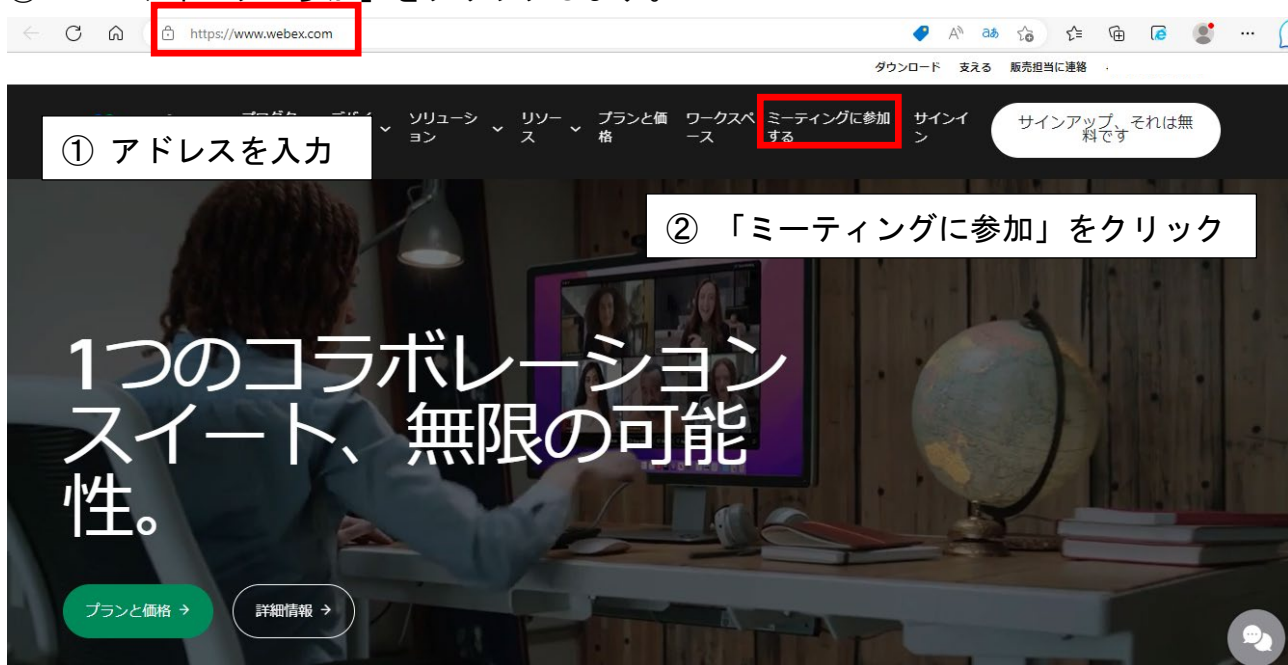 https://www.webex.com
ダウンロード 支える 販売担当に連絡
ソリューシ
ョン
リソー
ス
プランと価
格
ワークスペ
ース
ミーティングに参加
する
サインイ
ン
サインアップ、それは無
料です
① アドレスを入力
② 「ミーティングに参加」をクリック
1つのコラボレーション
スイート、無限の可能
性。
プランと価格 →
詳細情報 →